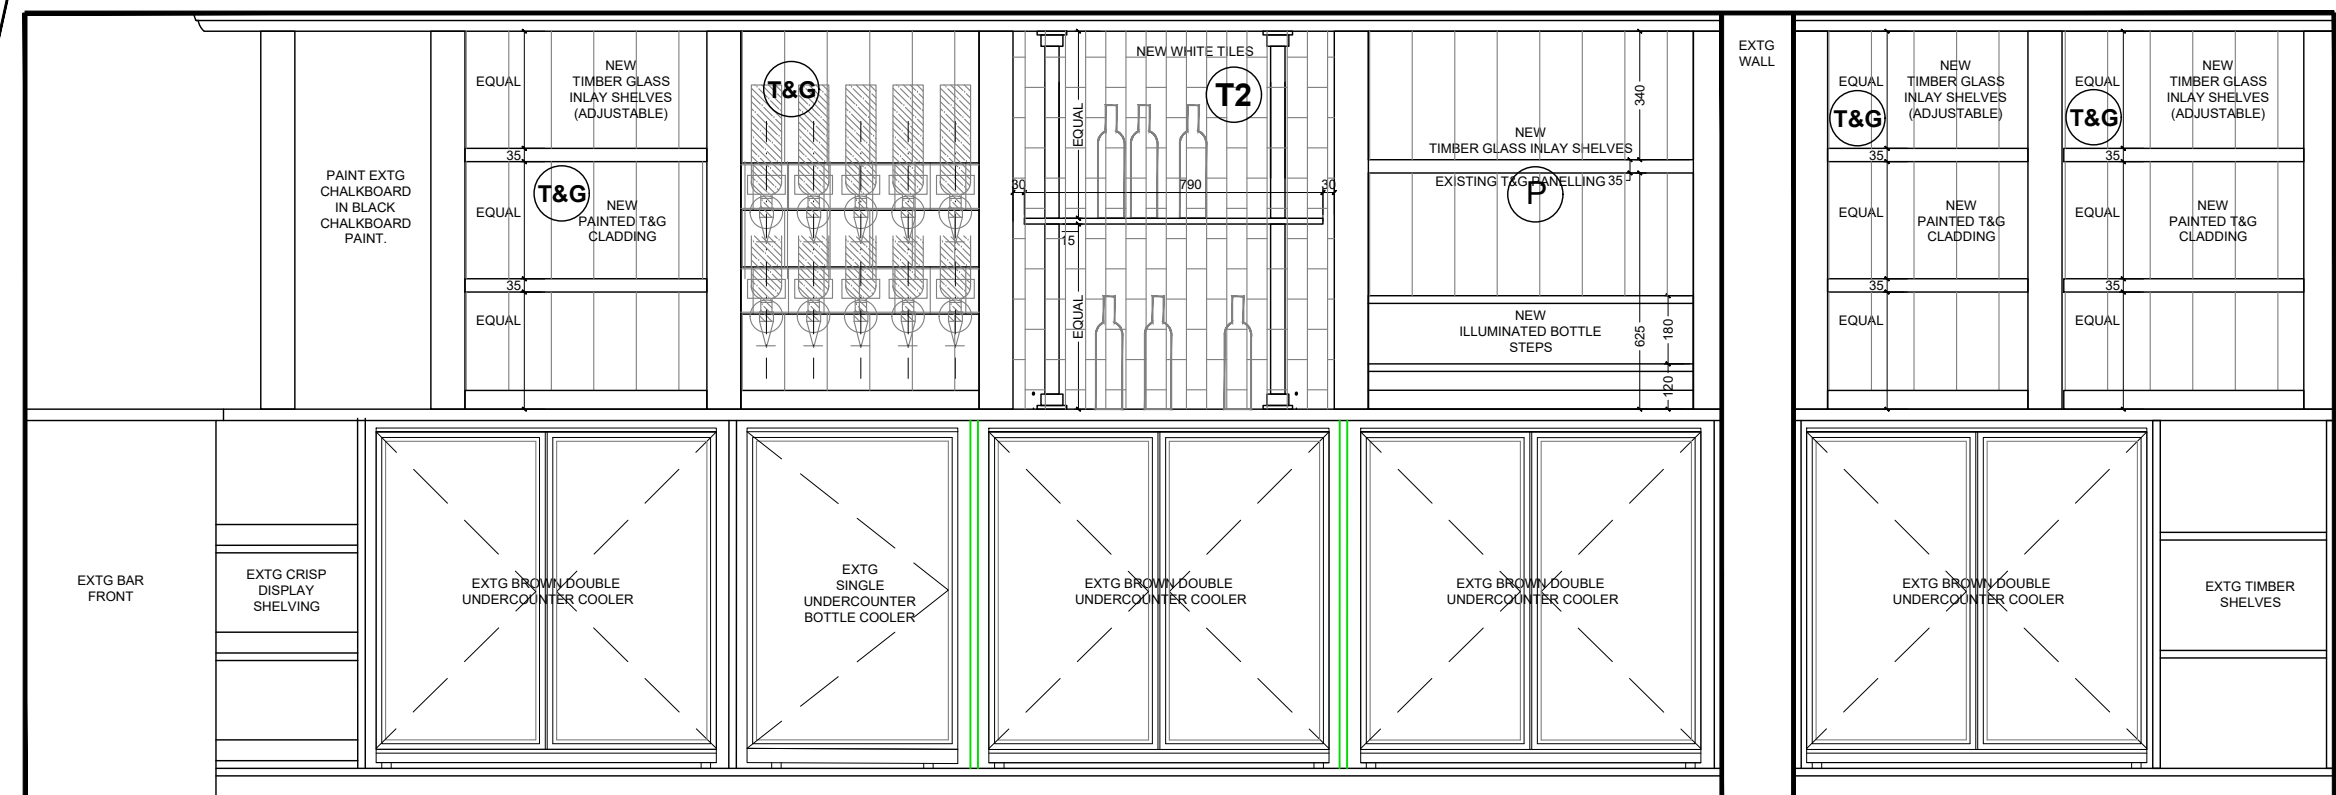 EQUAL
NEW
TIMBER GLASS
INLAY SHELVES
(ADJUSTABLE)
35
PAINT EXTG
CHALKBOARD
IN BLACK
CHALKBOARD
PAINT.
T&G
EQUAL
NEW
PAINTED T&G
CLADDING
35
EQUAL
T&G
NEW WHITE TILES
T2
EQUAL
30
790
30
15
EQUAL
340
NEW
TIMBER GLASS INLAY SHELVES
EXISTING T&G PANELLING
35
P
NEW
ILLUMINATED BOTTLE
STEPS
625
180
120
EXTG
WALL
EQUAL
T&G
NEW
TIMBER GLASS
INLAY SHELVES
(ADJUSTABLE)
35
EQUAL
NEW
PAINTED T&G
CLADDING
35
EQUAL
EQUAL
T&G
NEW
TIMBER GLASS
INLAY SHELVES
(ADJUSTABLE)
35
EQUAL
NEW
PAINTED T&G
CLADDING
35
EQUAL
EXTG BAR
FRONT
EXTG CRISP
DISPLAY
SHELVING
EXTG BROWN DOUBLE
UNDERCOUNTER COOLER
EXTG
SINGLE
UNDERCOUNTER
BOTTLE COOLER
EXTG BROWN DOUBLE
UNDERCOUNTER COOLER
EXTG BROWN DOUBLE
UNDERCOUNTER COOLER
EXTG BROWN DOUBLE
UNDERCOUNTER COOLER
EXTG TIMBER
SHELVES